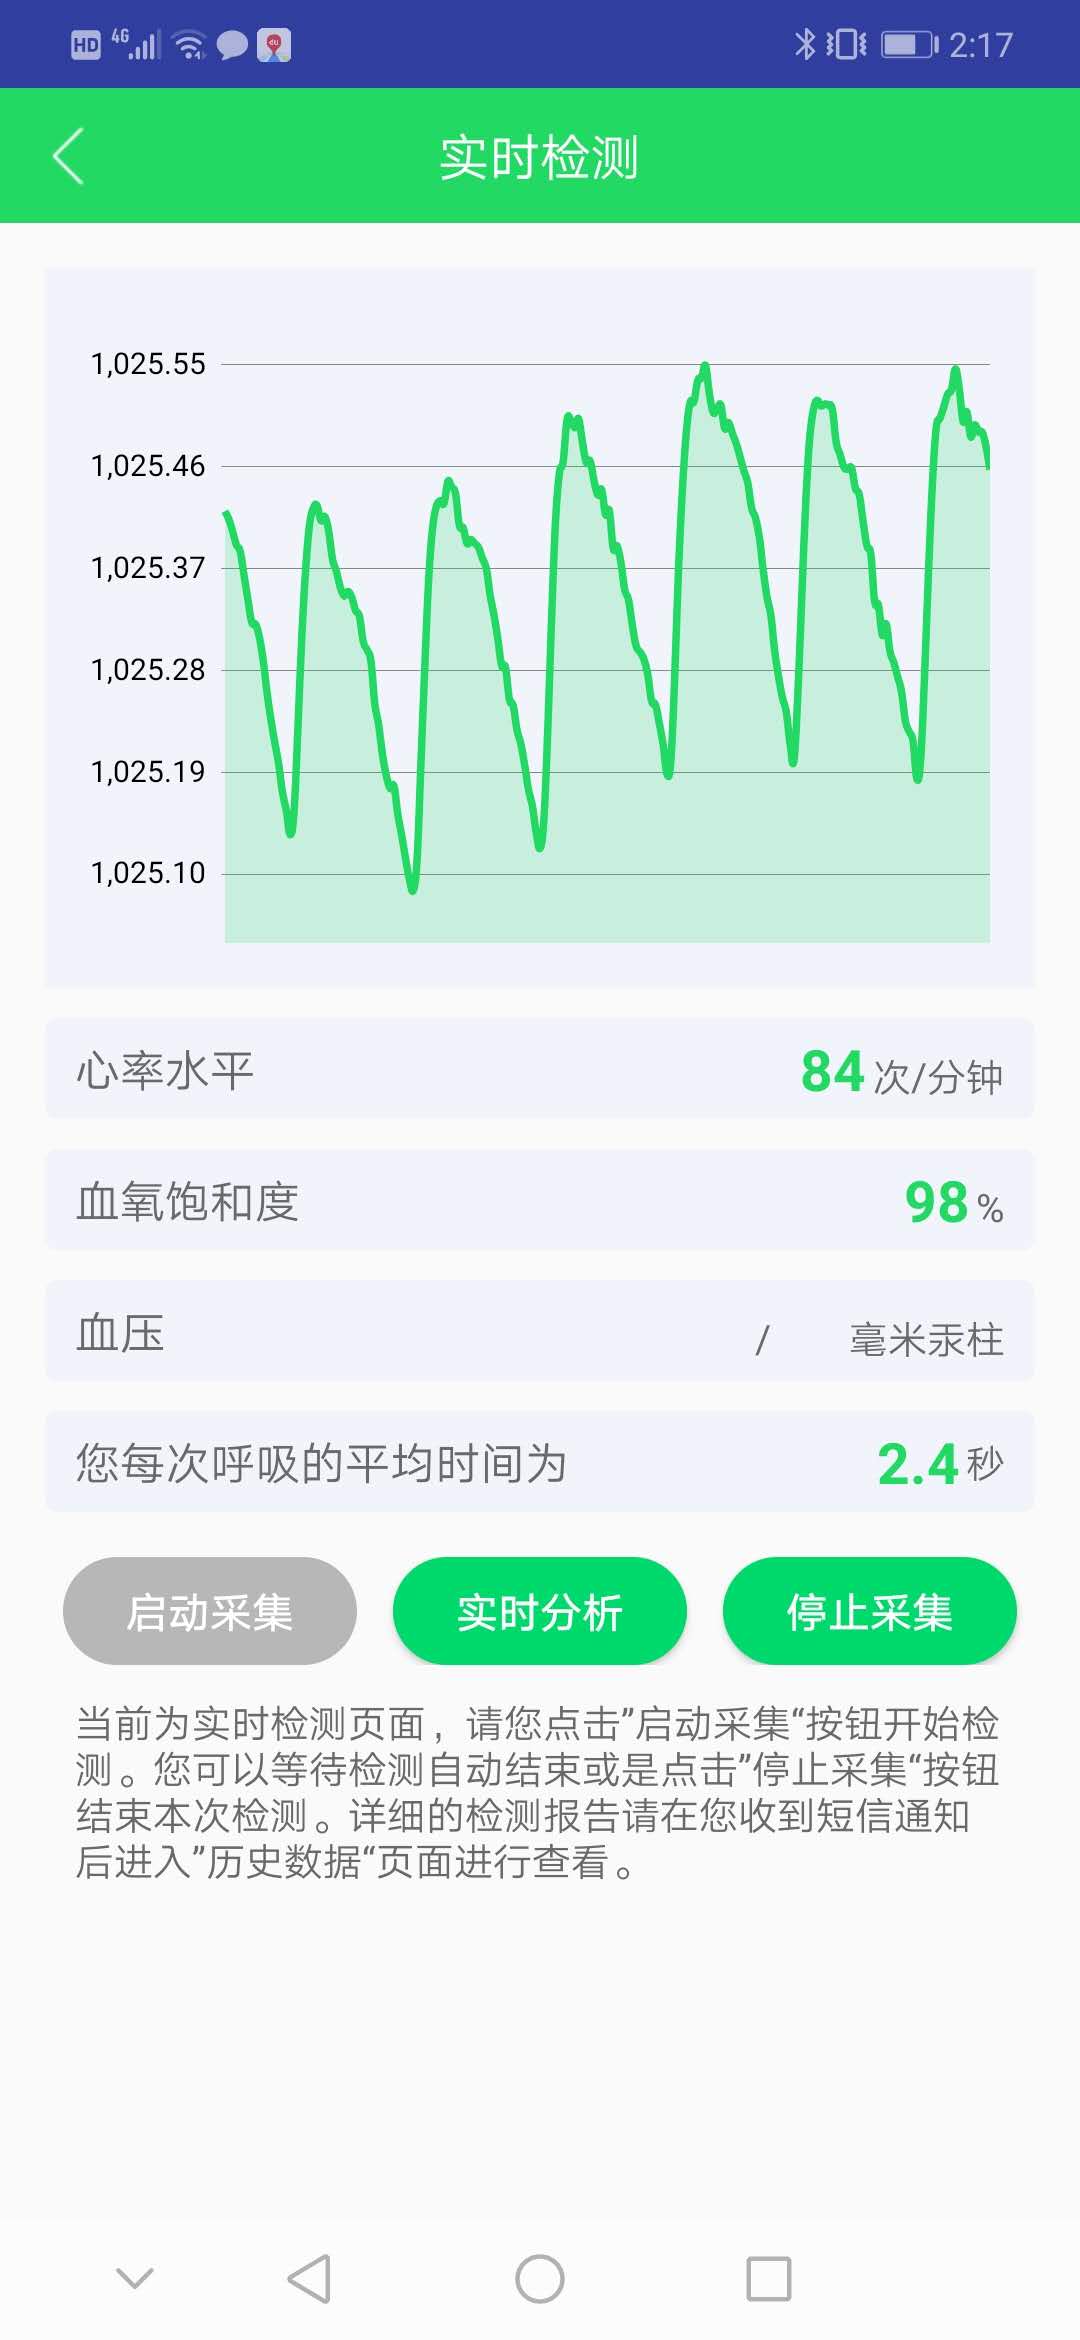 HD 4G 2:17
实时检测
1,025.55
1,025.46
1,025.37
1,025.28
1,025.19
1,025.10
心率水平 84 次/分钟
血氧饱和度 98 %
血压 / 毫米汞柱
您每次呼吸的平均时间为 2.4 秒
启动采集 实时分析 停止采集
当前为实时检测页面，请您点击”启动采集“按钮开始检
测。您可以等待检测自动结束或是点击”停止采集“按钮
结束本次检测。详细的检测报告请在您收到短信通知
后进入”历史数据“页面进行查看。